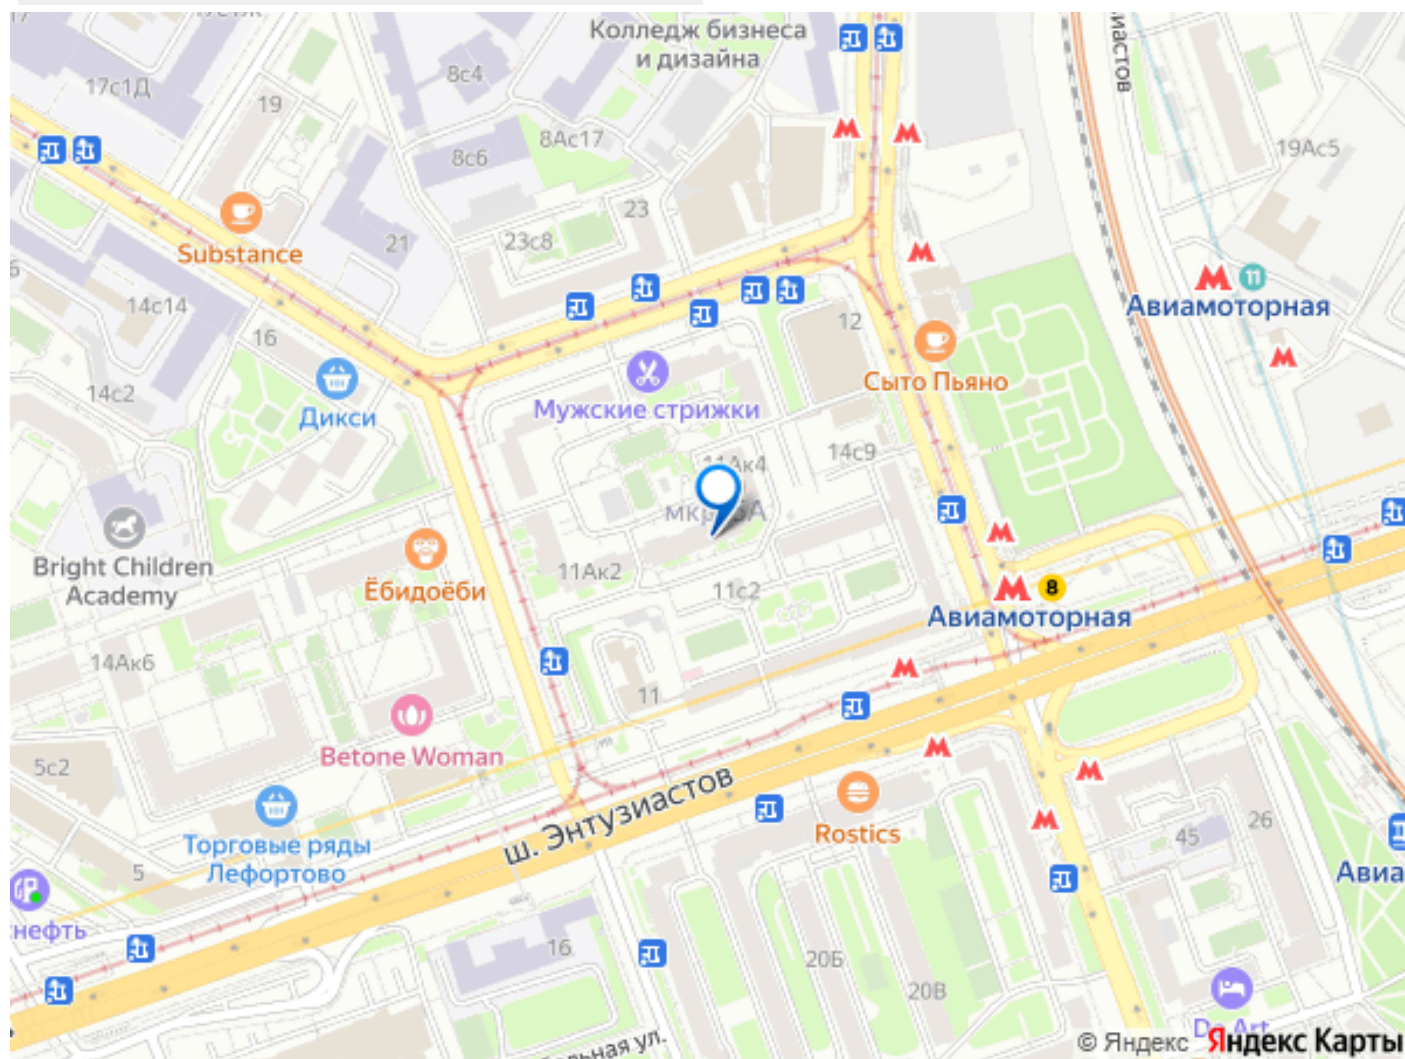 Колледж бизнеса
и дизайна
17с1Д
19
8с4
8Ас17
8с6
19Ас5
23
23с8
21
Substance
11
Авиамоторная
14с14
16
12
14с2
Дикси
Мужские стрижки
Сыто Пьяно
14с9
Bright Children
Academy
Ёбидоёби
11Ак2
11с2
8
Авиамоторная
14Ак6
11
Betone Woman
5с2
ш. Энтузиастов
Торговые ряды
Лефортово
5
Rostics
45
26
16
20Б
20В
© Яндекс
Яндекс Карты